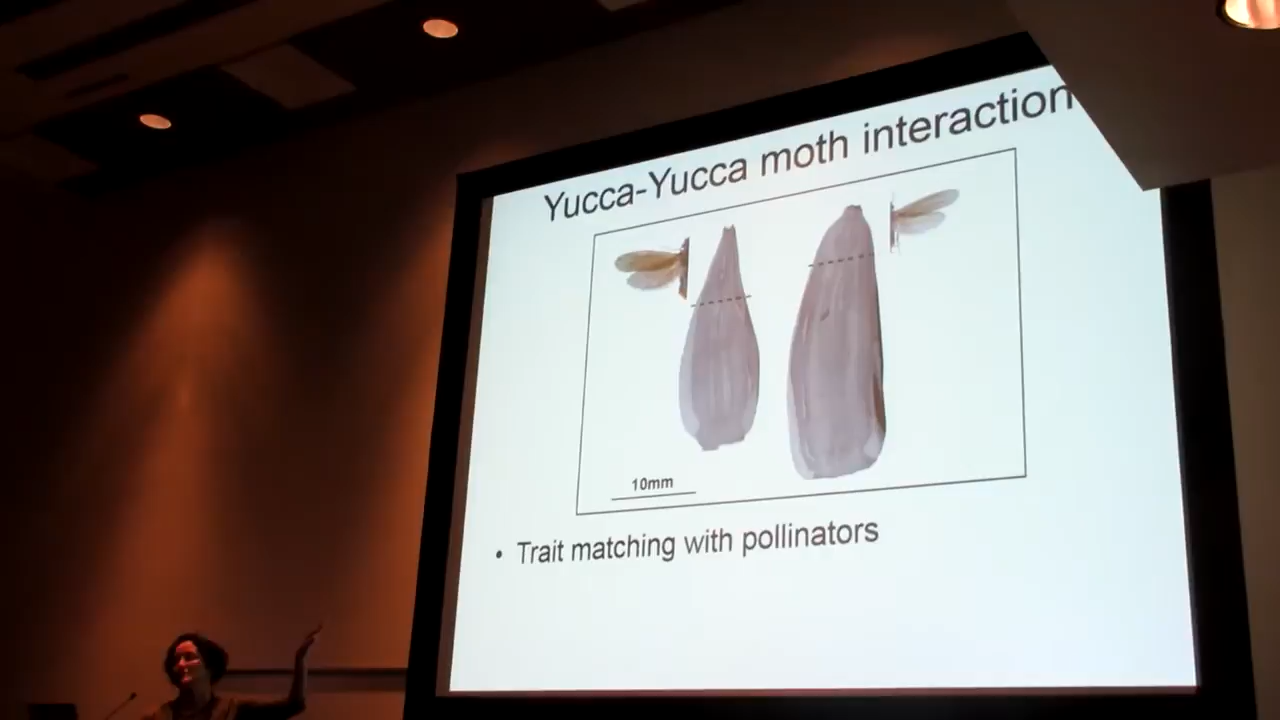 Yucca-Yucca moth interaction
10mm
• Trait matching with pollinators